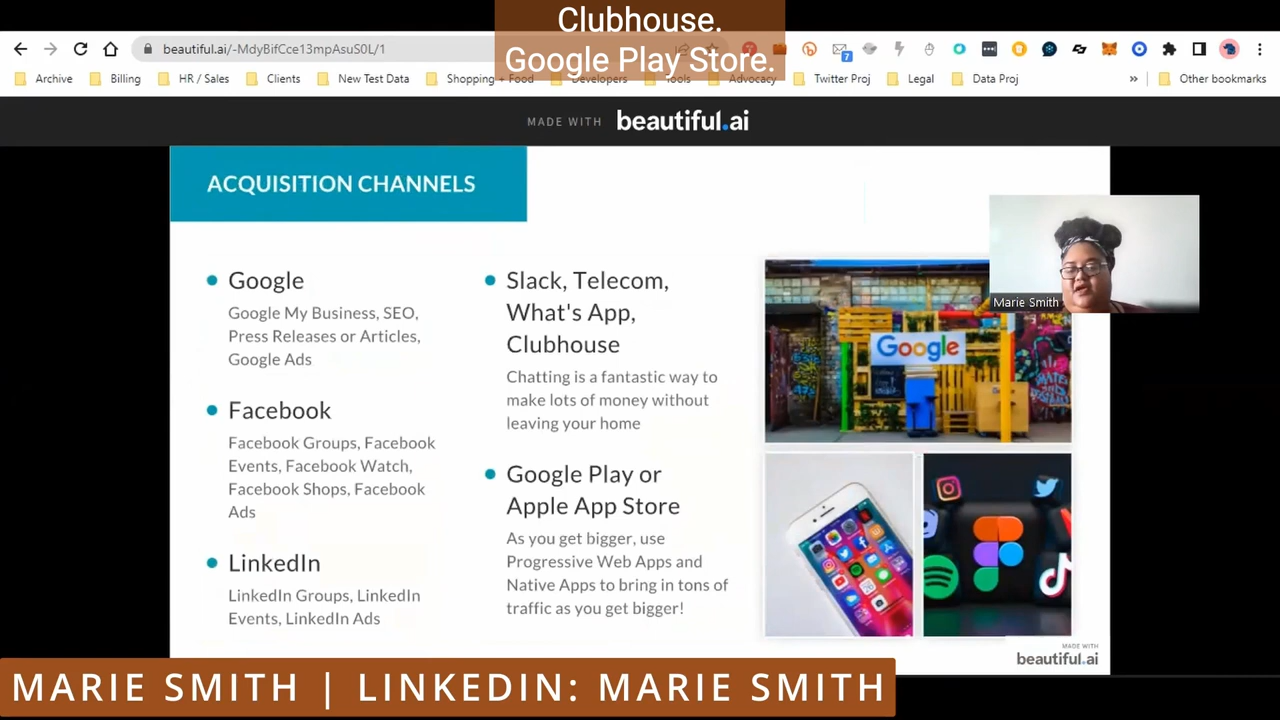 Clubhouse.
Google Play Store.
beautiful.ai/-MdyBifCce13mpAsuS0L/1
7
Archive
Billing
HR / Sales
Clients
New Test Data
Shopping + Food
Developers
Tools
Advocacy
Twitter Proj
Legal
Data Proj
»
Other bookmarks
MADE WITH beautiful.ai
ACQUISITION CHANNELS
Google
Google My Business, SEO,
Press Releases or Articles,
Google Ads
Facebook
Facebook Groups, Facebook
Events, Facebook Watch,
Facebook Shops, Facebook
Ads
LinkedIn
LinkedIn Groups, LinkedIn
Events, LinkedIn Ads
Slack, Telecom,
What's App,
Clubhouse
Chatting is a fantastic way to
make lots of money without
leaving your home
Google Play or
Apple App Store
As you get bigger, use
Progressive Web Apps and
Native Apps to bring in tons of
traffic as you get bigger!
Google
Marie Smith
MADE WITH
beautiful.ai
MARIE SMITH | LINKEDIN: MARIE SMITH